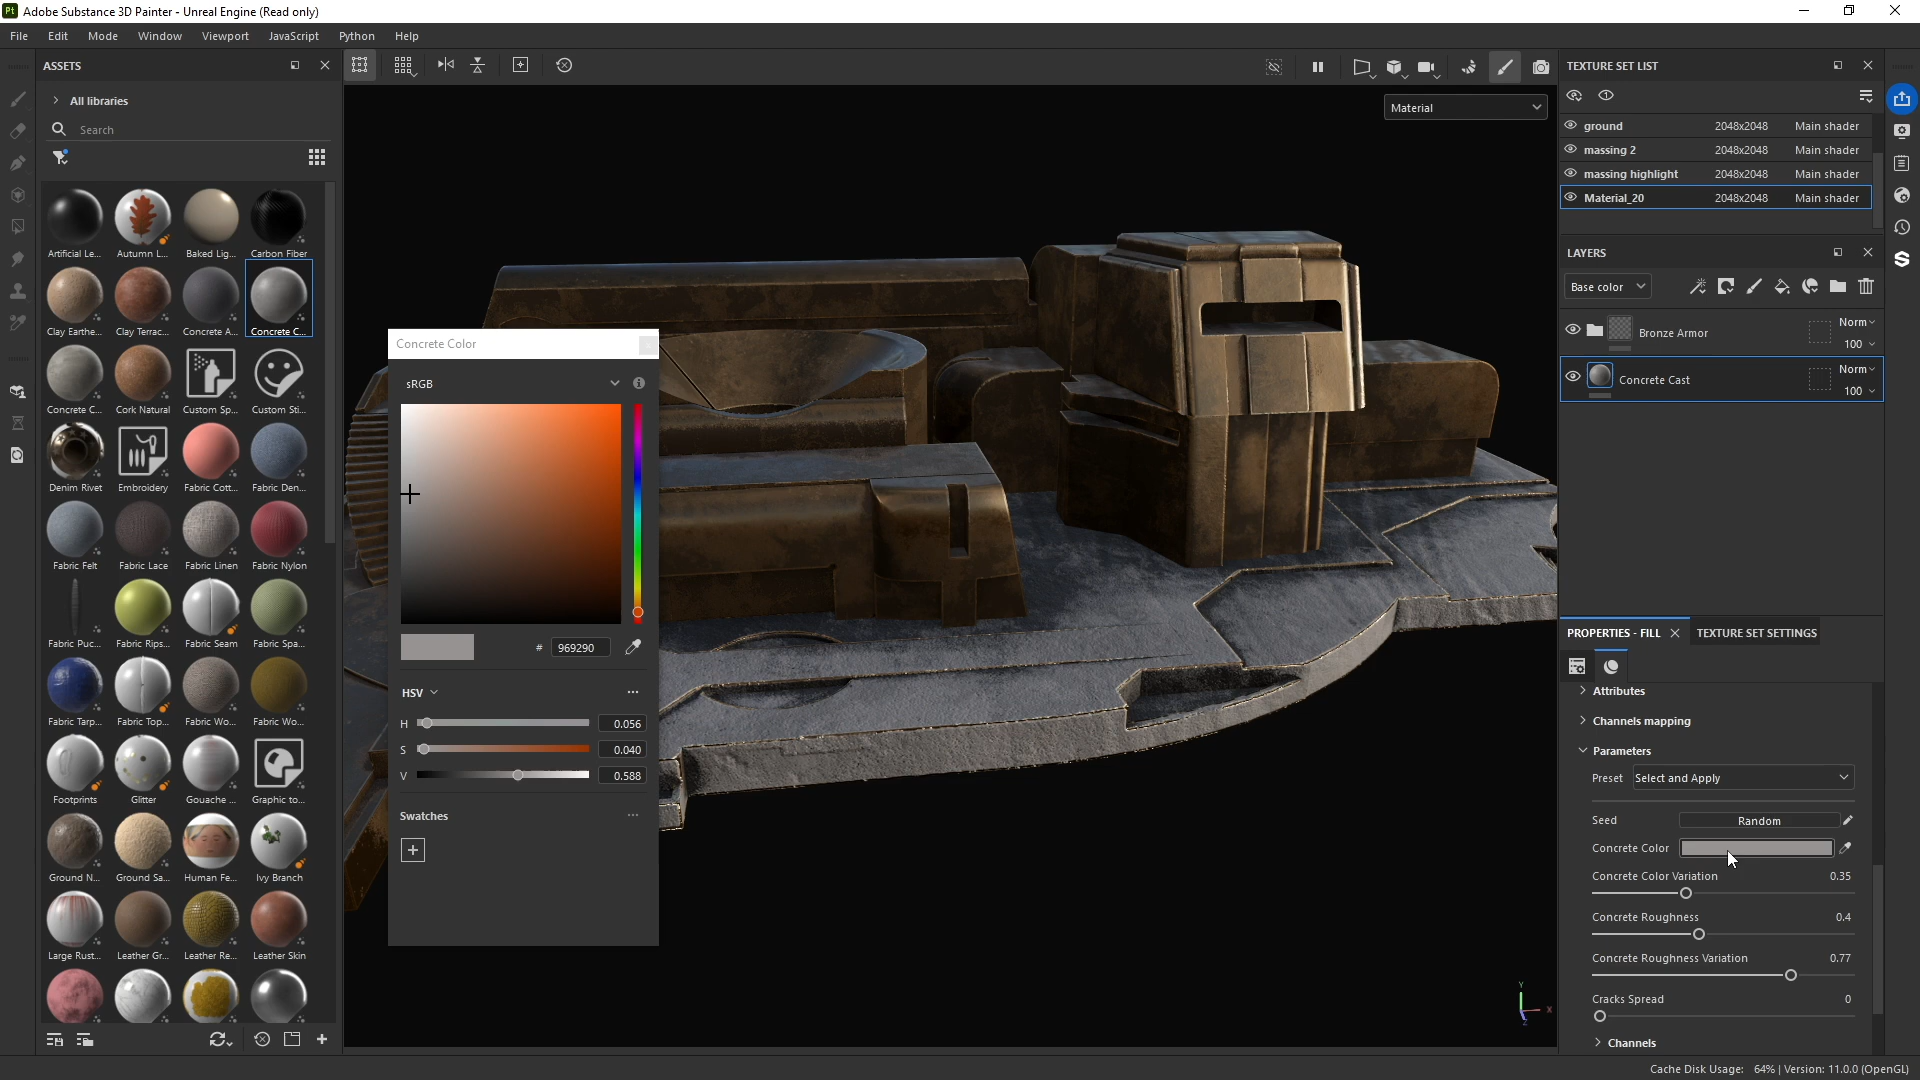 Pt Adobe Substance 3D Painter - Unreal Engine (Read only)
File Edit Mode Window Viewport JavaScript Python Help
ASSETS
All libraries
Search
Artificial Le... Autumn L... Baked Lig... Carbon Fiber
Clay Earthe... Clay Terrac... Concrete A... Concrete C...
Concrete C... Cork Natural Custom Sp... Custom Sti...
Denim Rivet Embroidery Fabric Cott... Fabric Den...
Fabric Felt Fabric Lace Fabric Linen Fabric Nylon
Fabric Puc... Fabric Rips... Fabric Seam Fabric Spa...
Fabric Tarp... Fabric Top... Fabric Wo... Fabric Wo...
Footprints Glitter Gouache ... Graphic to...
Ground N... Ground Sa... Human Fe... Ivy Branch
Large Rust... Leather Gr... Leather Re... Leather Skin
Material
Concrete Color
sRGB
# 969290
HSV
H 0.056
S 0.040
V 0.588
Swatches
Y
X
Z
TEXTURE SET LIST
ground 2048x2048 Main shader
massing 2 2048x2048 Main shader
massing highlight 2048x2048 Main shader
Material_20 2048x2048 Main shader
LAYERS
Base color
Bronze Armor Norm 100
Concrete Cast Norm 100
PROPERTIES - FILL TEXTURE SET SETTINGS
Attributes
Channels mapping
Parameters
Preset Select and Apply
Seed Random
Concrete Color
Concrete Color Variation 0.35
Concrete Roughness 0.4
Concrete Roughness Variation 0.77
Cracks Spread 0
Channels
Cache Disk Usage: 64% | Version: 11.0.0 (OpenGL)